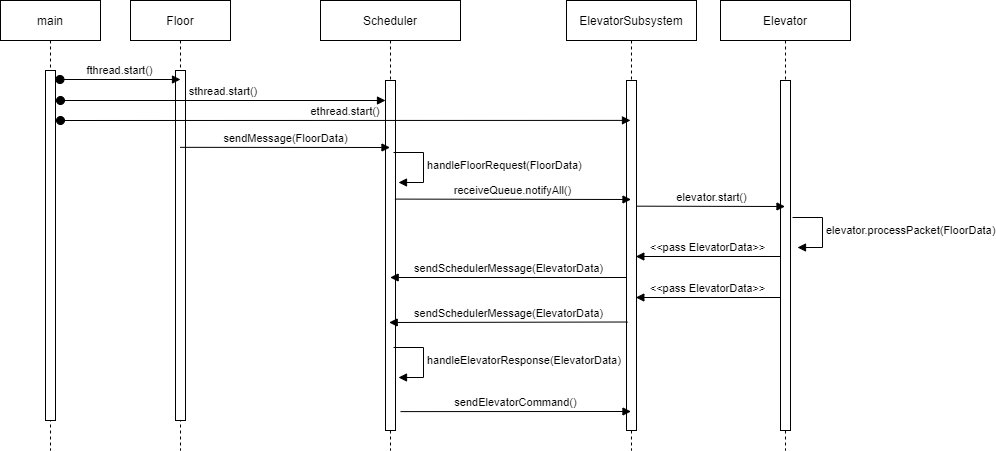 main
Floor
Scheduler
ElevatorSubsystem
Elevator
fthread.start()
sthread.start()
ethread.start()
sendMessage(FloorData)
handleFloorRequest(FloorData)
receiveQueue.notifyAll()
elevator.start()
elevator.processPacket(FloorData)
<<pass ElevatorData>>
sendSchedulerMessage(ElevatorData)
<<pass ElevatorData>>
sendSchedulerMessage(ElevatorData)
handleElevatorResponse(ElevatorData)
sendElevatorCommand()